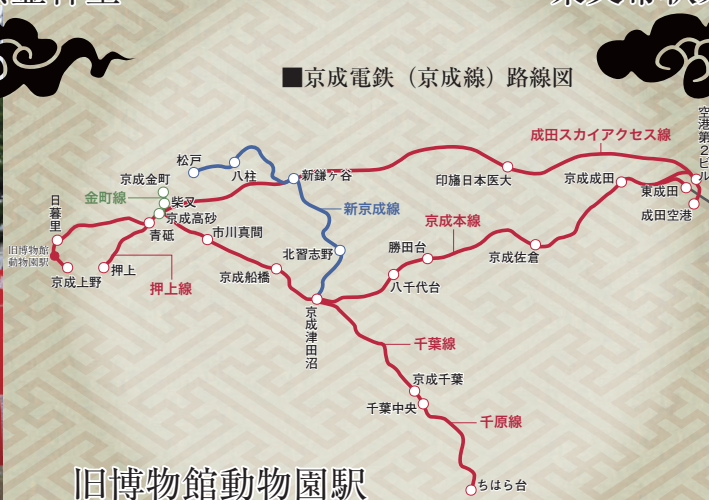 ■京成電鉄（京成線）路線図
成田スカイアクセス線
空港第2ビル
松戸
八柱
新鎌ヶ谷
印旛日本医大
京成成田
東成田
成田空港
京成金町
金町線
柴又
京成高砂
新京成線
京成本線
日暮里
青砥
市川真間
北習志野
勝田台
京成佐倉
旧博物館
動物園駅
京成上野
押上
押上線
京成船橋
八千代台
京成津田沼
千葉線
京成千葉
千葉中央
千原線
ちはら台
旧博物館動物園駅